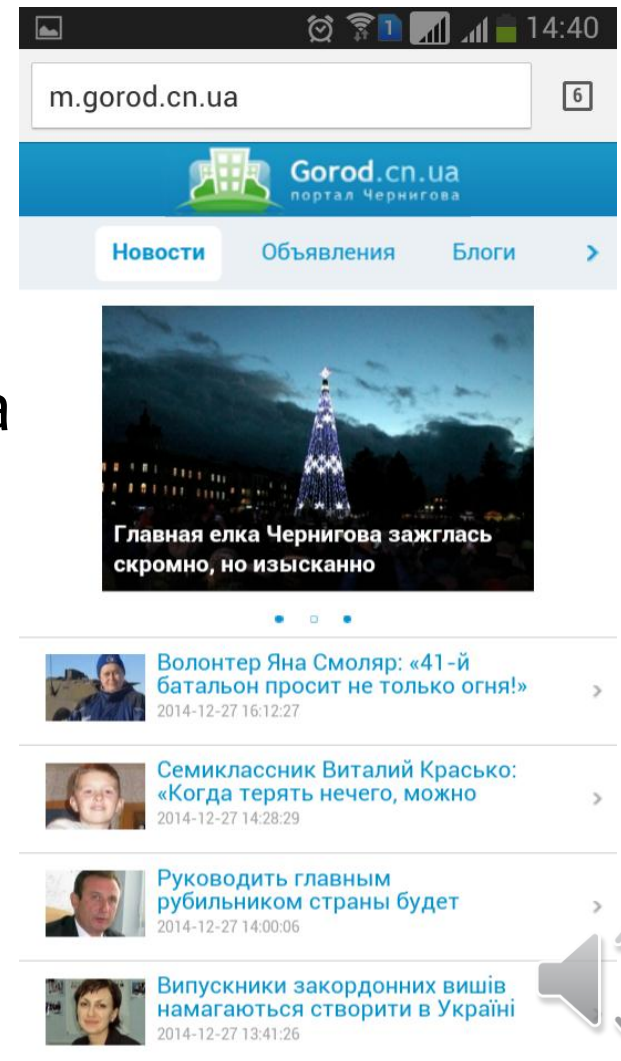 1
14:40
m.gorod.cn.ua
6
Gorod.cn.ua
портал Чернигова
Новости
Объявления
Блоги
а
Главная елка Чернигова зажглась
скромно, но изысканно
Волонтер Яна Смоляр: «41-й
батальон просит не только огня!»
2014-12-27 16:12:27
Семиклассник Виталий Красько:
«Когда терять нечего, можно
2014-12-27 14:28:29
Руководить главным
рубильником страны будет
2014-12-27 14:00:06
Випускники закордонних вишів
намагаються створити в Україні
2014-12-27 13:41:26